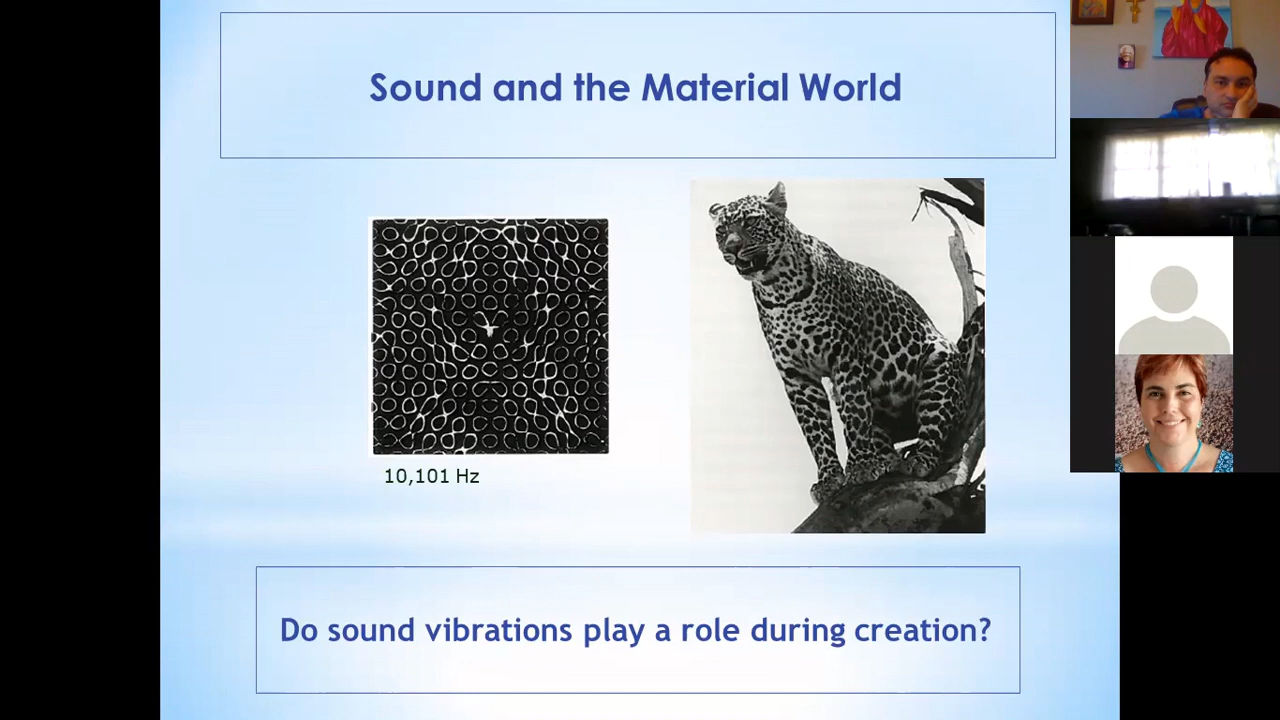 Sound and the Material World
10,101 Hz
Do sound vibrations play a role during creation?